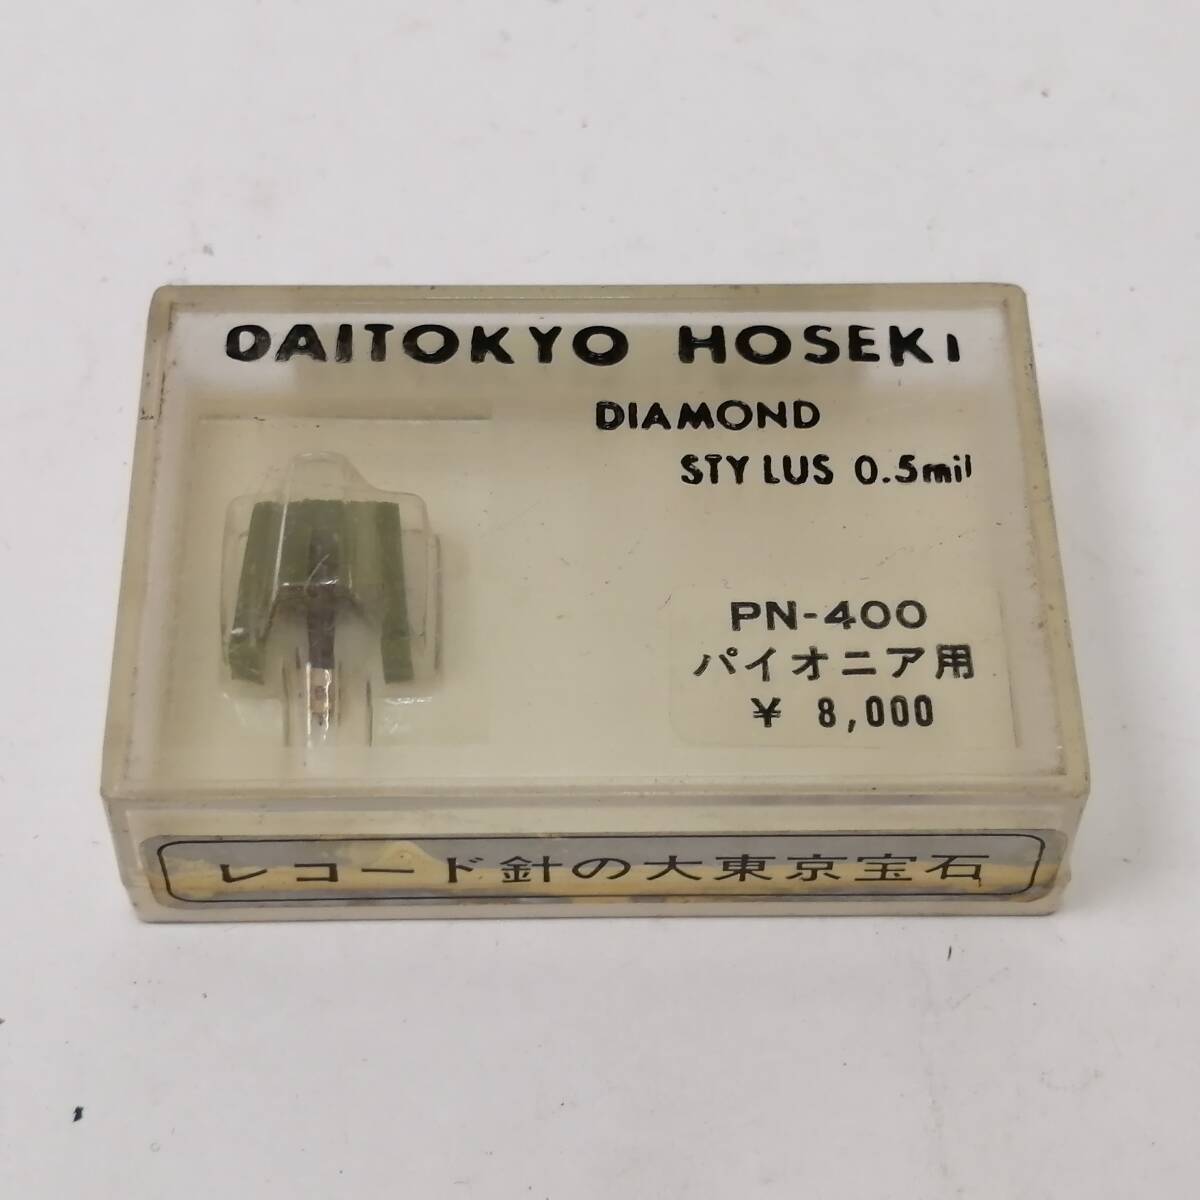 DAITOKYO HOSEKI
DIAMOND
STYLUS 0.5mil
PN-400
パイオニア用
¥ 8,000
レコード針の大東京宝石